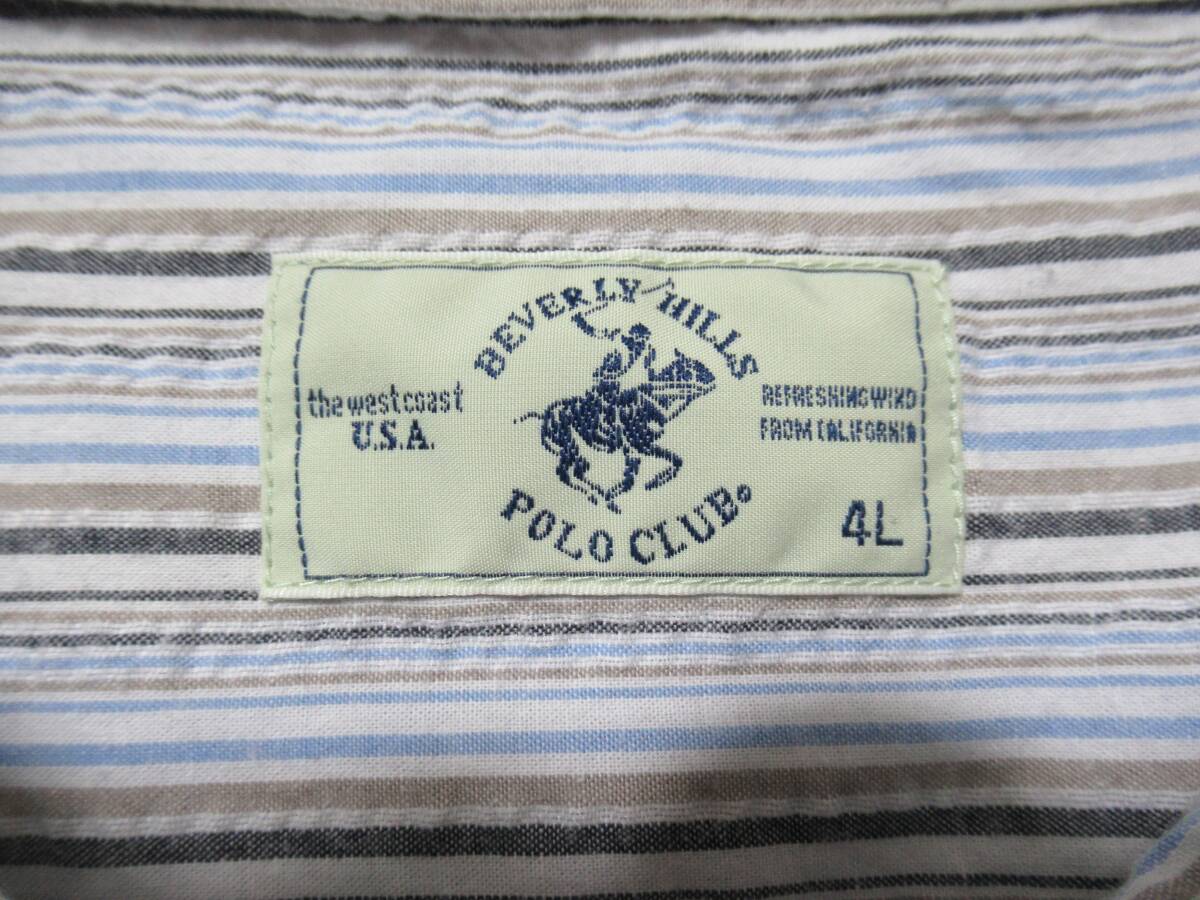 BEVERLY HILLS
the west coast
U.S.A.
REFRESHING WIND
FROM CALIFORNIA
POLO CLUB®
4L